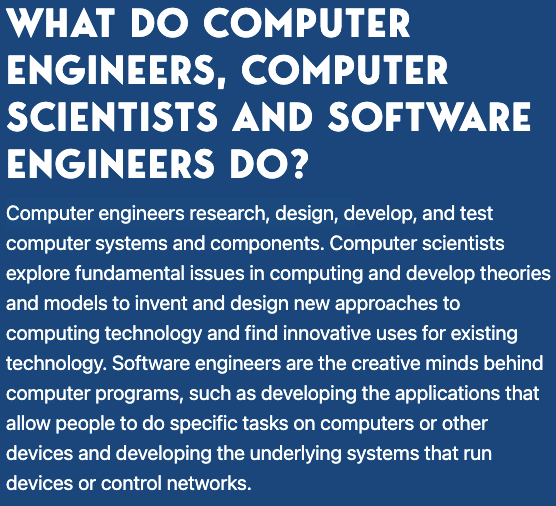 WHAT DO COMPUTER
ENGINEERS, COMPUTER
SCIENTISTS AND SOFTWARE
ENGINEERS DO?
Computer engineers research, design, develop, and test
computer systems and components. Computer scientists
explore fundamental issues in computing and develop theories
and models to invent and design new approaches to
computing technology and find innovative uses for existing
technology. Software engineers are the creative minds behind
computer programs, such as developing the applications that
allow people to do specific tasks on computers or other
devices and developing the underlying systems that run
devices or control networks.